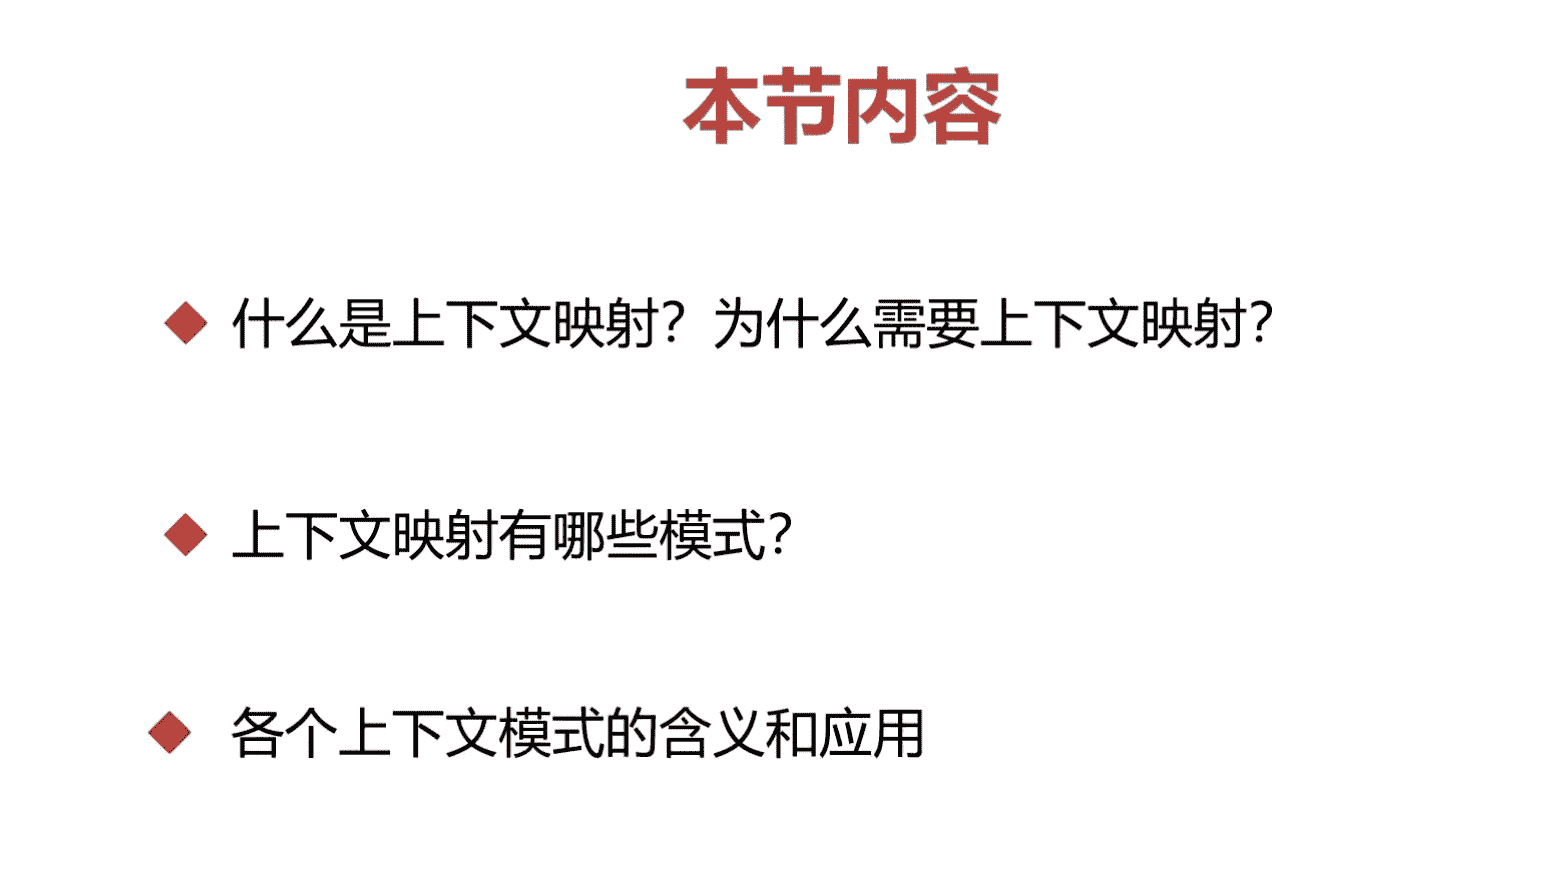 本节内容
什么是上下文映射？为什么需要上下文映射？
上下文映射有哪些模式？
各个上下文模式的含义和应用